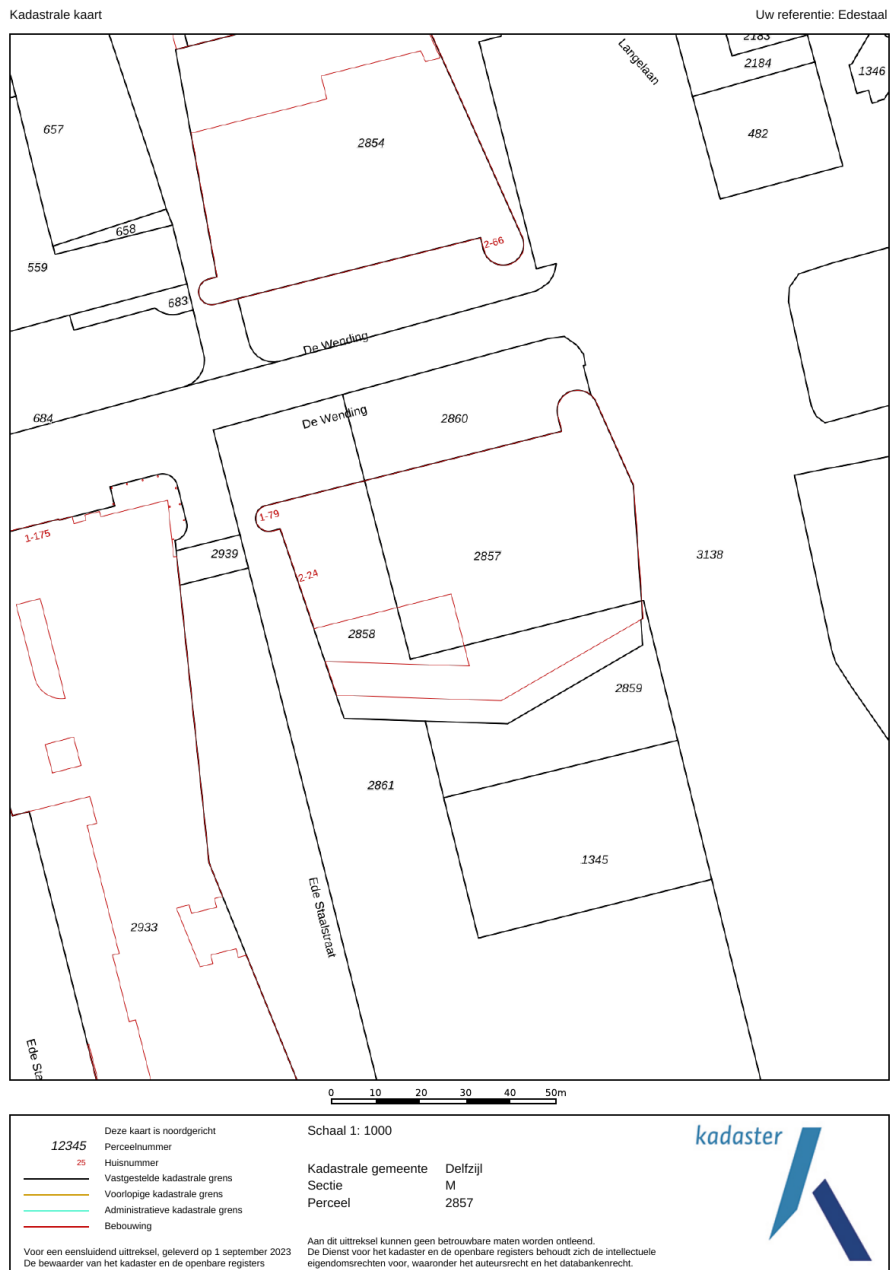 Kadastrale kaart
Uw referentie: Edestaal
Langelaan
2183
2184
1346
657
2854
482
658
2-66
559
683
De Wending
684
De Wending
2860
1-79
1-175
2939
2857
3138
2-24
2858
2859
2861
1345
Ede Staalstraat
2933
Ede Sta
0 10 20 30 40 50m
Deze kaart is noordgericht
12345 Perceelnummer
25 Huisnummer
Vastgestelde kadastrale grens
Voorlopige kadastrale grens
Administratieve kadastrale grens
Bebouwing
Voor een eensluidend uittreksel, geleverd op 1 september 2023
De bewaarder van het kadaster en de openbare registers
Schaal 1: 1000
Kadastrale gemeente Delfzijl
Sectie M
Perceel 2857
Aan dit uittreksel kunnen geen betrouwbare maten worden ontleend.
De Dienst voor het kadaster en de openbare registers behoudt zich de intellectuele
eigendomsrechten voor, waaronder het auteursrecht en het databankenrecht.
kadaster